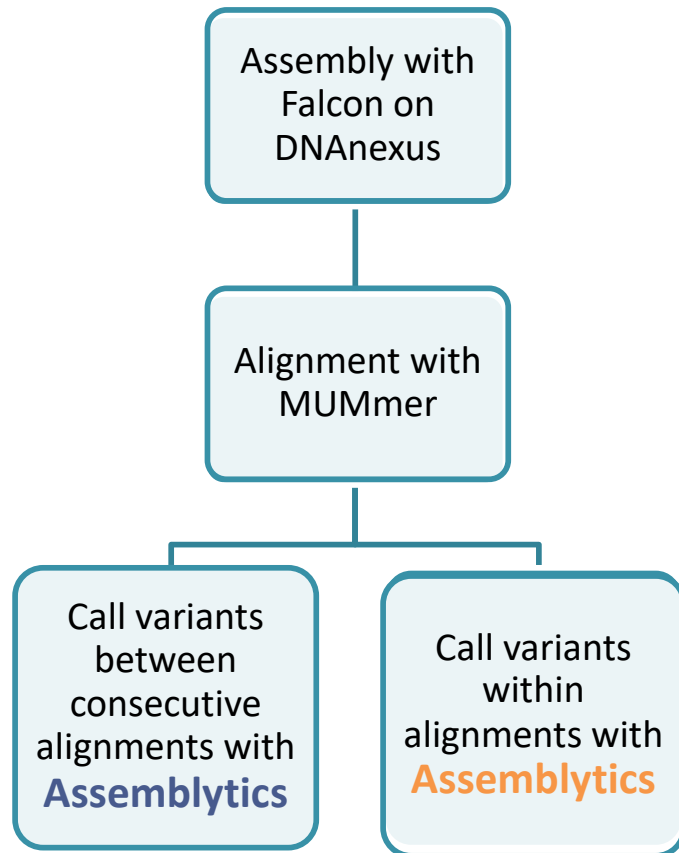 Assembly with
Falcon on
DNAnexus
Alignment with
MUMmer
Call variants
between
consecutive
alignments with
Assemblytics
Call variants
within
alignments with
Assemblytics